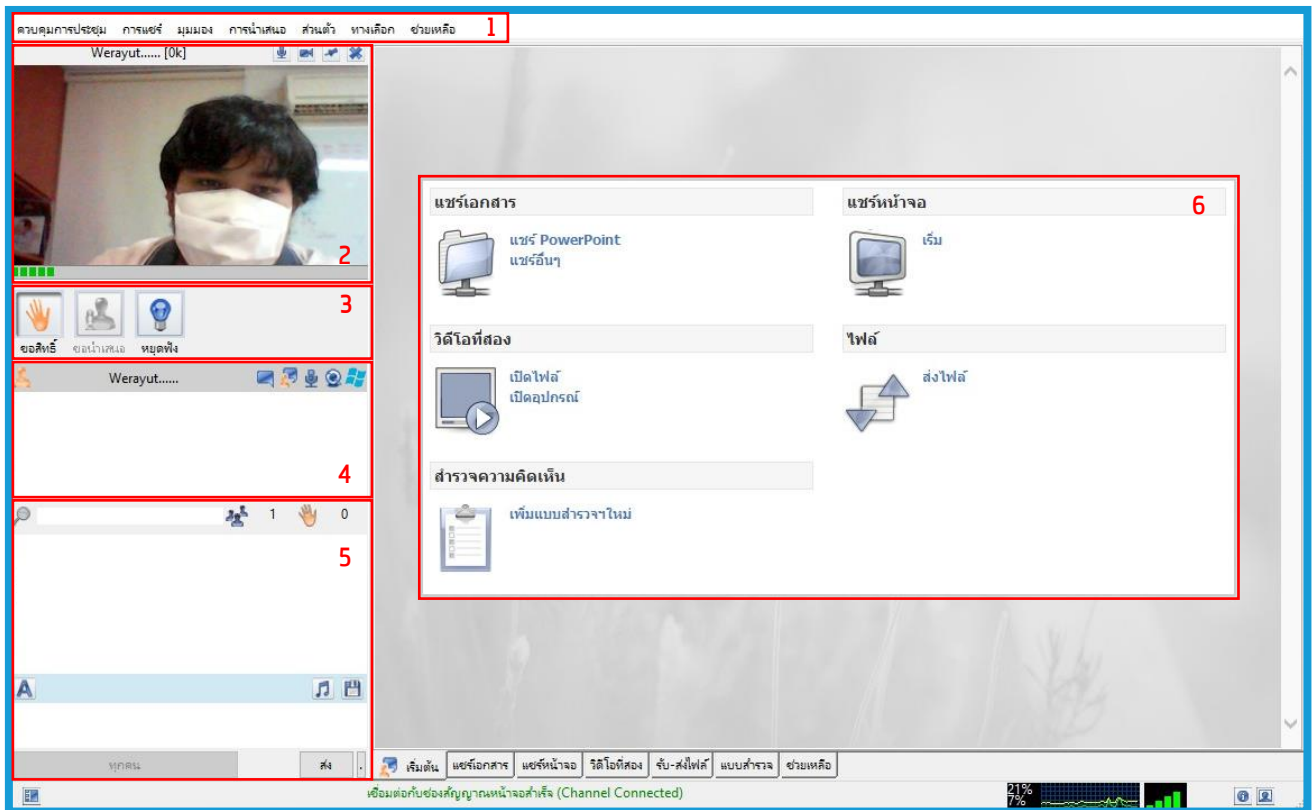 ควบคุมการประชุม การแชร์ มุมมอง การนำเสนอ ส่วนตัว ทางเลือก ช่วยเหลือ 1
Werayut...... [0k]
2
3
ขอสิทธิ์ ขอนำเสนอ หยุดฟัง
Werayut......
4
1 0
5
A
ทุกคน ส่ง .
แชร์เอกสาร
แชร์ PowerPoint
แชร์อื่นๆ
แชร์หน้าจอ 6
เริ่ม
วิดีโอที่สอง
เปิดไฟล์
เปิดอุปกรณ์
ไฟล์
ส่งไฟล์
สำรวจความคิดเห็น
เพิ่มแบบสำรวจฯใหม่
เริ่มต้น แชร์เอกสาร แชร์หน้าจอ วิดีโอที่สอง รับ-ส่งไฟล์ แบบสำรวจ ช่วยเหลือ
เชื่อมต่อกับช่องสัญญาณหน้าจอสำเร็จ (Channel Connected)
21%
7%